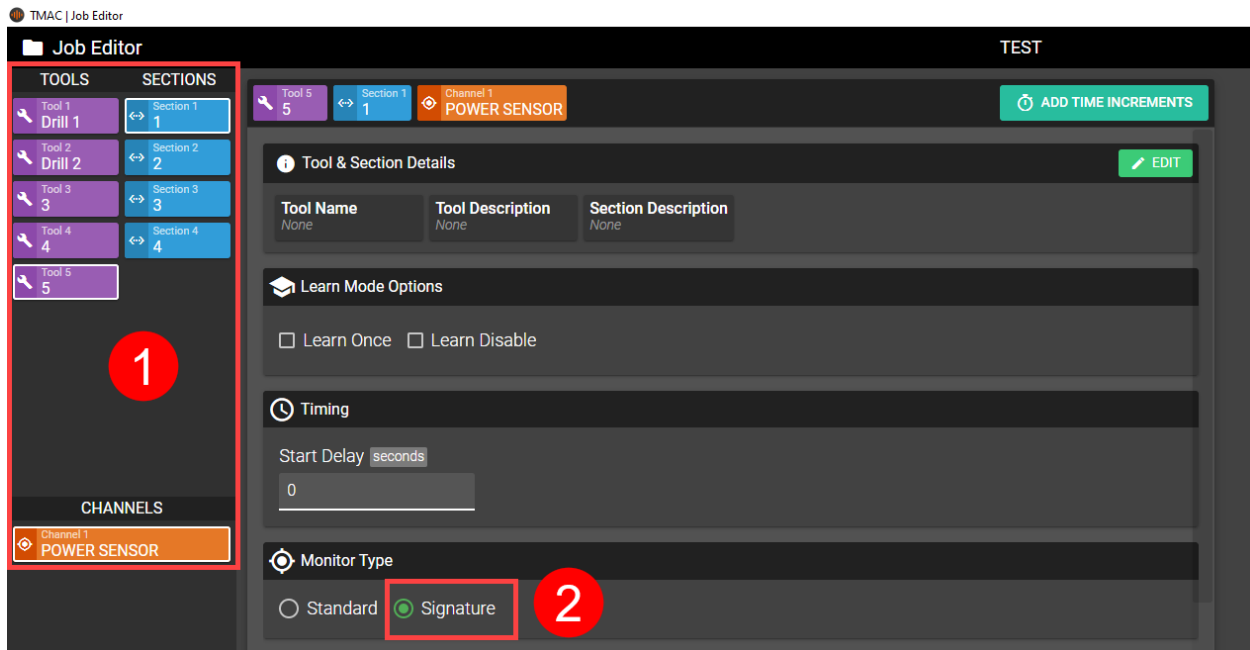 TMAC | Job Editor
Job Editor
TEST
TOOLS SECTIONS
Tool 1
Drill 1
Section 1
1
Tool 2
Drill 2
Section 2
2
Tool 3
3
Section 3
3
Tool 4
4
Section 4
4
Tool 5
5
1
CHANNELS
Channel 1
POWER SENSOR
Tool 5
5
Section 1
1
Channel 1
POWER SENSOR
ADD TIME INCREMENTS
Tool & Section Details
EDIT
Tool Name
None
Tool Description
None
Section Description
None
Learn Mode Options
Learn Once Learn Disable
Timing
Start Delay seconds
0
Monitor Type
Standard Signature
2